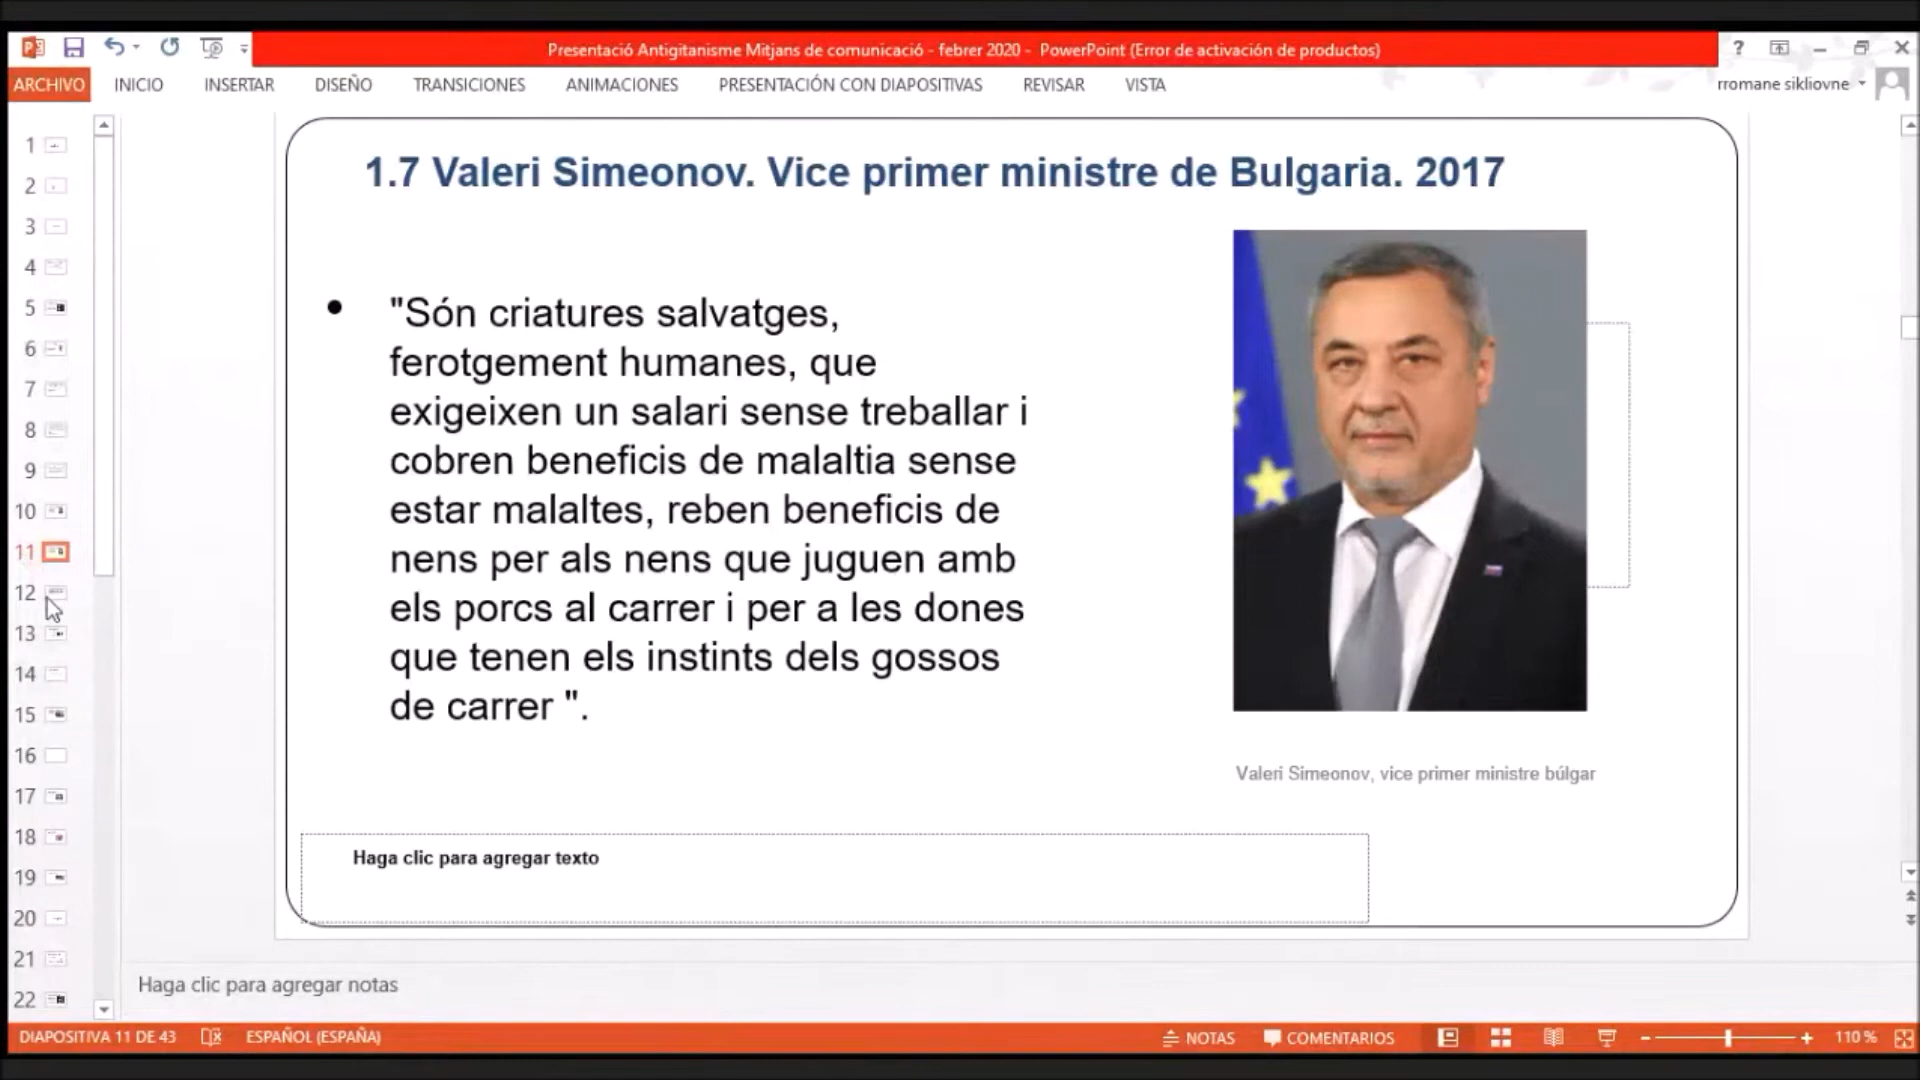 Presentació Antigitanisme Mitjans de comunicació - febrer 2020 - PowerPoint (Error de activación de productos)
?
ARCHIVO INICIO INSERTAR DISEÑO TRANSICIONES ANIMACIONES PRESENTACIÓN CON DIAPOSITIVAS REVISAR VISTA rromane sikliovne
1
2
3
4
5
6
7
8
9
10
11
12
13
14
15
16
17
18
19
20
21
22
1.7 Valeri Simeonov. Vice primer ministre de Bulgaria. 2017
• "Són criatures salvatges,
ferotgement humanes, que
exigeixen un salari sense treballar i
cobren beneficis de malaltia sense
estar malaltes, reben beneficis de
nens per als nens que juguen amb
els porcs al carrer i per a les dones
que tenen els instints dels gossos
de carrer ".
Valeri Simeonov, vice primer ministre búlgar
Haga clic para agregar texto
Haga clic para agregar notas
DIAPOSITIVA 11 DE 43 ESPAÑOL (ESPAÑA) NOTAS COMENTARIOS 110 %